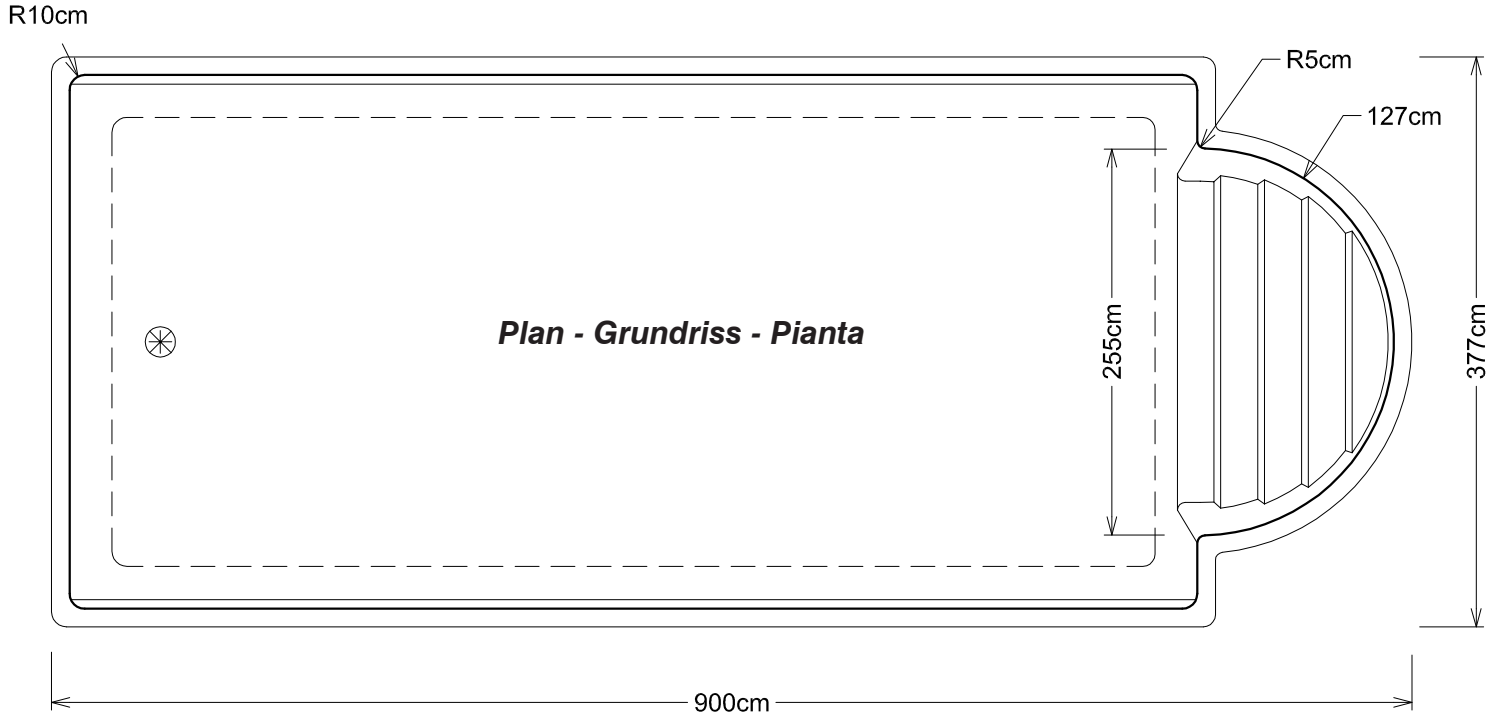 R10cm
R5cm
127cm
Plan - Grundriss - Pianta
255cm
377cm
900cm